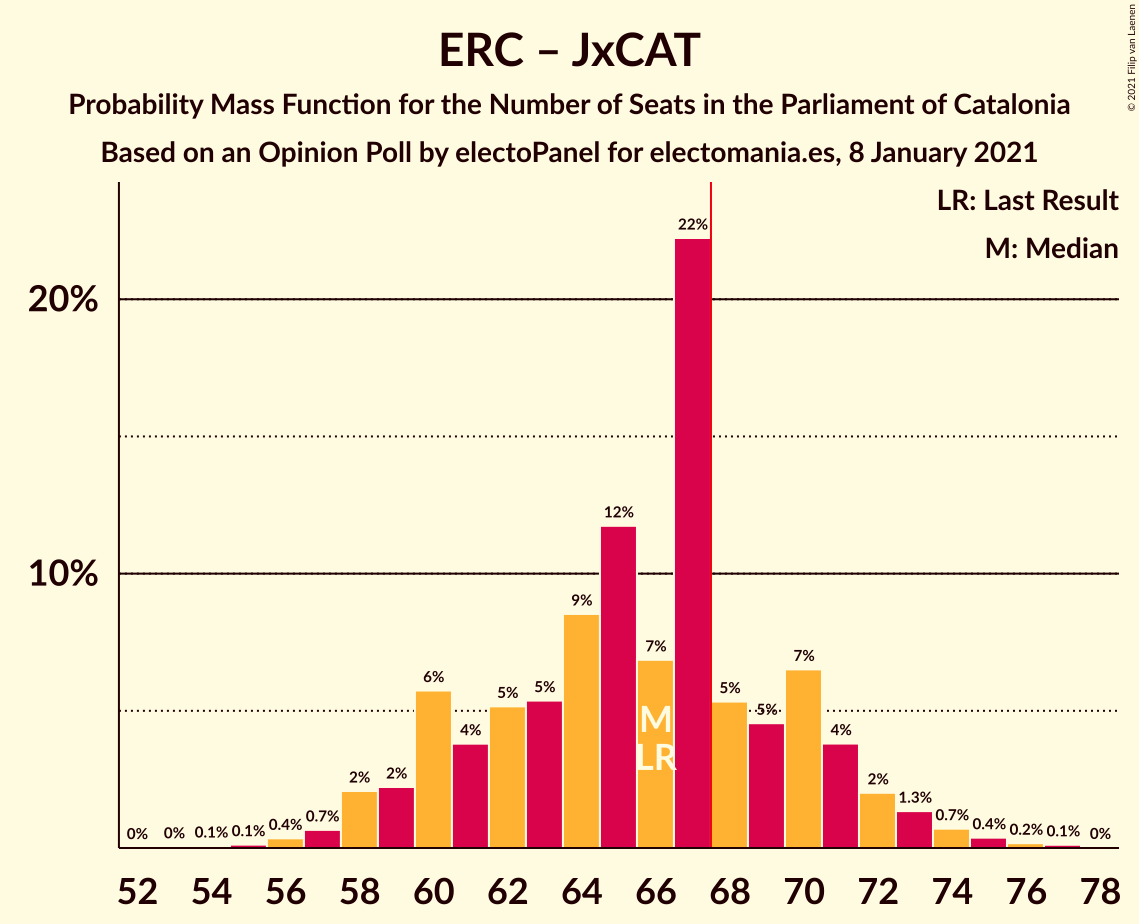 ERC – JxCAT
Probability Mass Function for the Number of Seats in the Parliament of Catalonia
Based on an Opinion Poll by electoPanel for electomania.es, 8 January 2021
© 2021 Filip van Laenen
LR: Last Result
M: Median
20%
10%
0% 0% 0.1% 0.1% 0.4% 0.7% 2% 2% 6% 4% 5% 5% 9% 12% 7% 22% 5% 5% 7% 4% 2% 1.3% 0.7% 0.4% 0.2% 0.1% 0%
M
LR
52 54 56 58 60 62 64 66 68 70 72 74 76 78